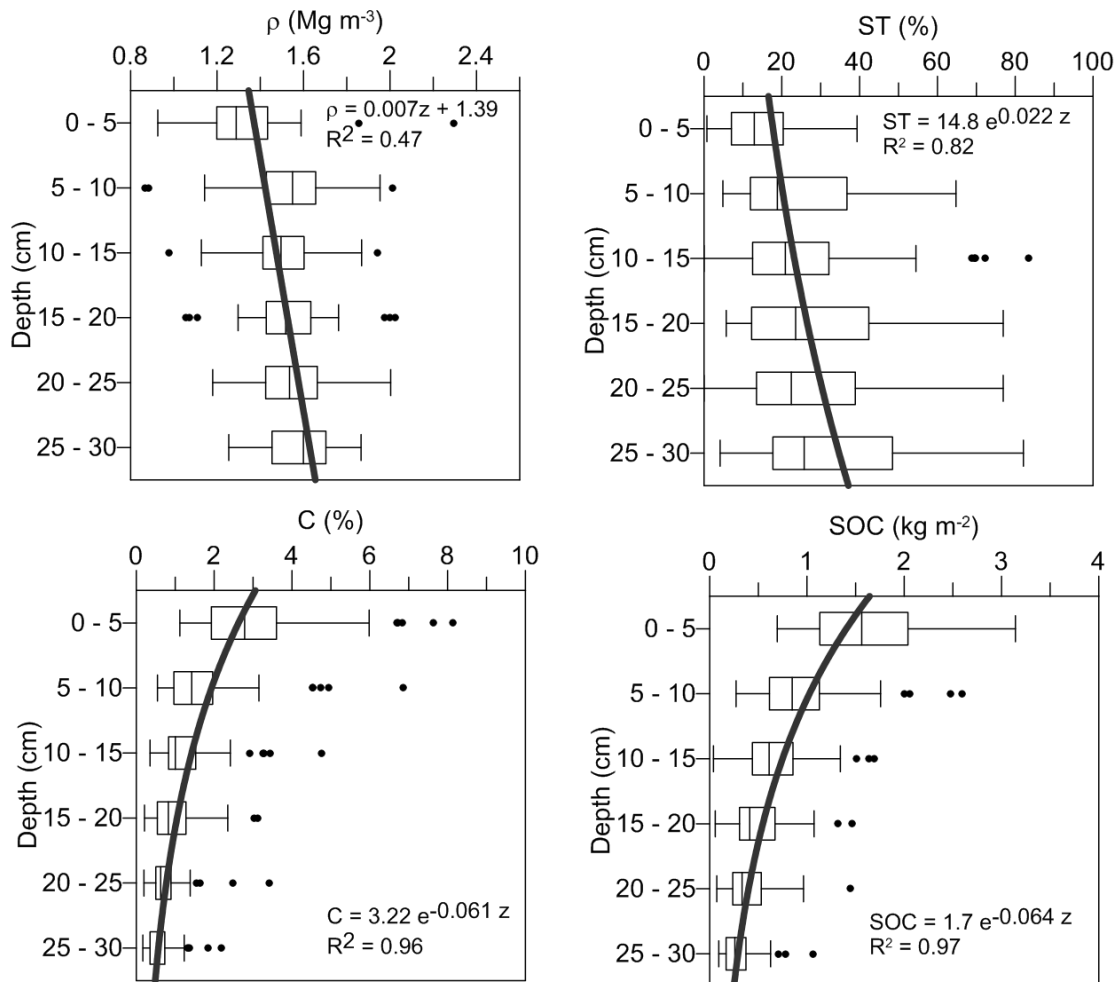 ρ (Mg m-3)
0.8 1.2 1.6 2 2.4
Depth (cm)
0 - 5
5 - 10
10 - 15
15 - 20
20 - 25
25 - 30
ρ = 0.007z + 1.39
R2 = 0.47
ST (%)
0 20 40 60 80 100
Depth (cm)
0 - 5
5 - 10
10 - 15
15 - 20
20 - 25
25 - 30
ST = 14.8 e0.022 z
R2 = 0.82
C (%)
0 2 4 6 8 10
Depth (cm)
0 - 5
5 - 10
10 - 15
15 - 20
20 - 25
25 - 30
C = 3.22 e-0.061 z
R2 = 0.96
SOC (kg m-2)
0 1 2 3 4
Depth (cm)
0 - 5
5 - 10
10 - 15
15 - 20
20 - 25
25 - 30
SOC = 1.7 e-0.064 z
R2 = 0.97